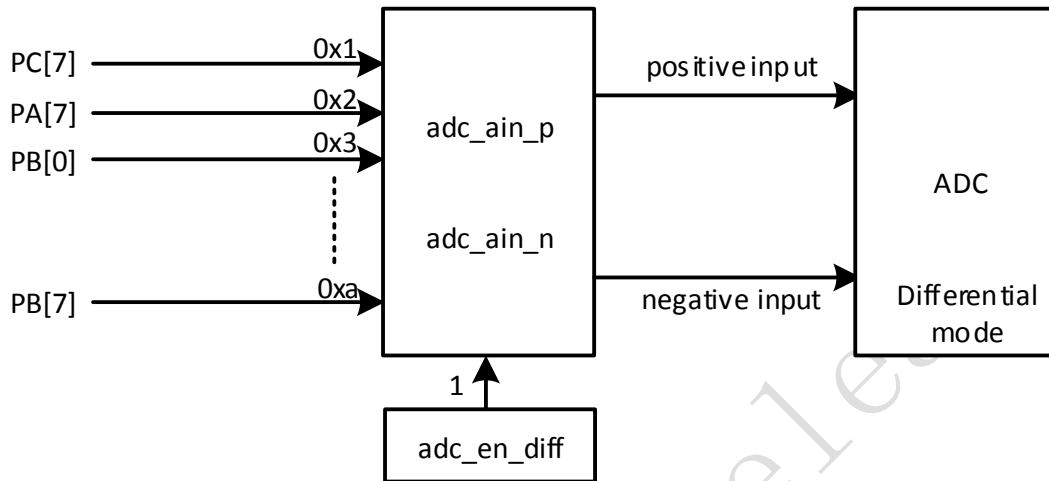 PC[7]
0x1
PA[7]
0x2
PB[0]
0x3
PB[7]
0xa
adc_ain_p
adc_ain_n
1
adc_en_diff
positive input
negative input
ADC
Differential
mode